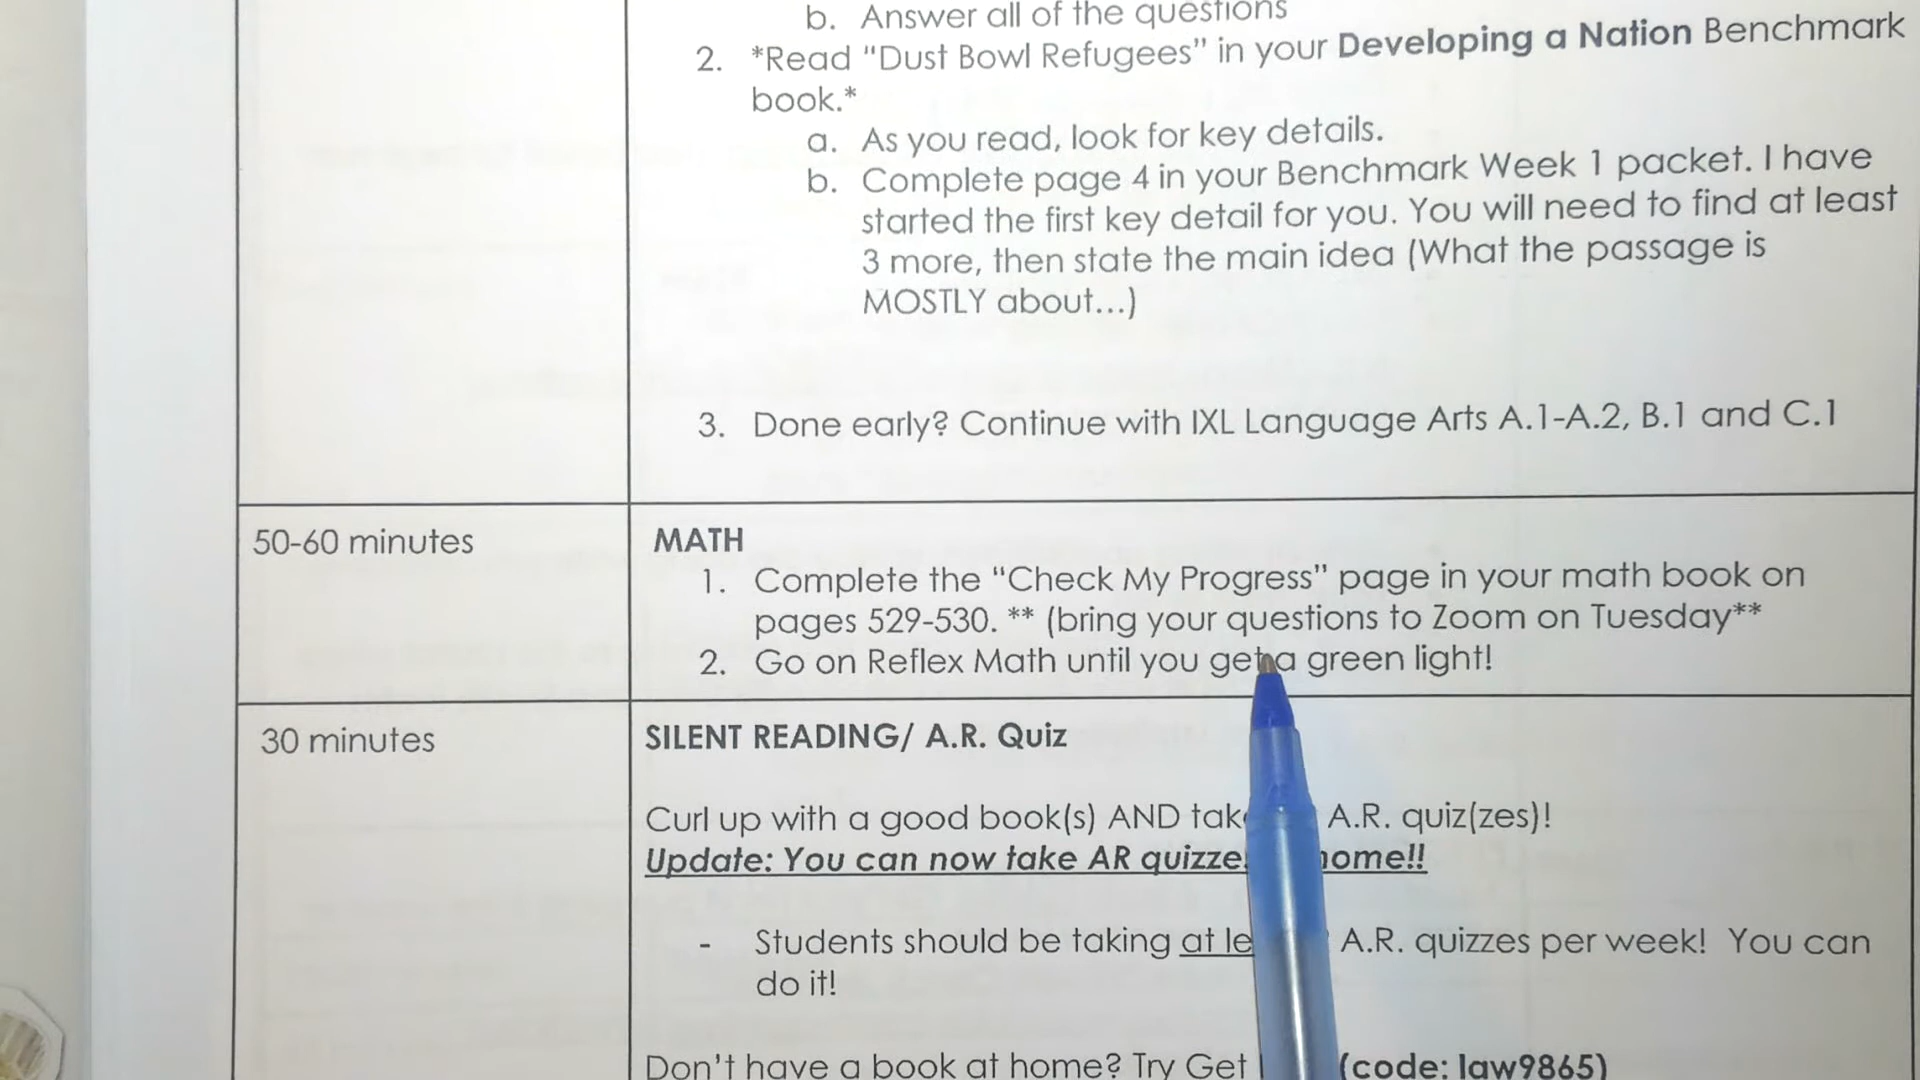 b. Answer all of the questions
2. *Read “Dust Bowl Refugees” in your Developing a Nation Benchmark
book.*
a. As you read, look for key details.
b. Complete page 4 in your Benchmark Week 1 packet. I have
started the first key detail for you. You will need to find at least
3 more, then state the main idea (What the passage is
MOSTLY about...)
3. Done early? Continue with IXL Language Arts A.1-A.2, B.1 and C.1
50-60 minutes
MATH
1. Complete the “Check My Progress” page in your math book on
pages 529-530. ** (bring your questions to Zoom on Tuesday**
2. Go on Reflex Math until you get a green light!
30 minutes
SILENT READING/ A.R. Quiz
Curl up with a good book(s) AND A.R. quiz(zes)!
Update: You can now take AR
- Students should be taking at A.R. quizzes per week! You can
do it!
Don't have a book at home? Try Get (code: law9865)